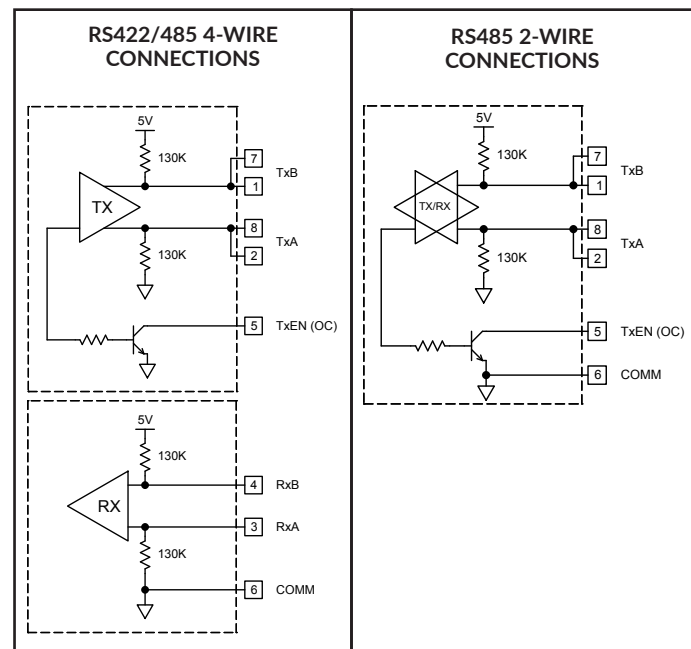 RS422/485 4-WIRE
CONNECTIONS
5V
130K
TX
7
1
TxB
8
2
TxA
130K
5
TxEN (OC)
5V
130K
RX
4
RxB
3
RxA
130K
6
COMM
RS485 2-WIRE
CONNECTIONS
5V
130K
TX/RX
7
1
TxB
8
2
TxA
130K
5
TxEN (OC)
6
COMM